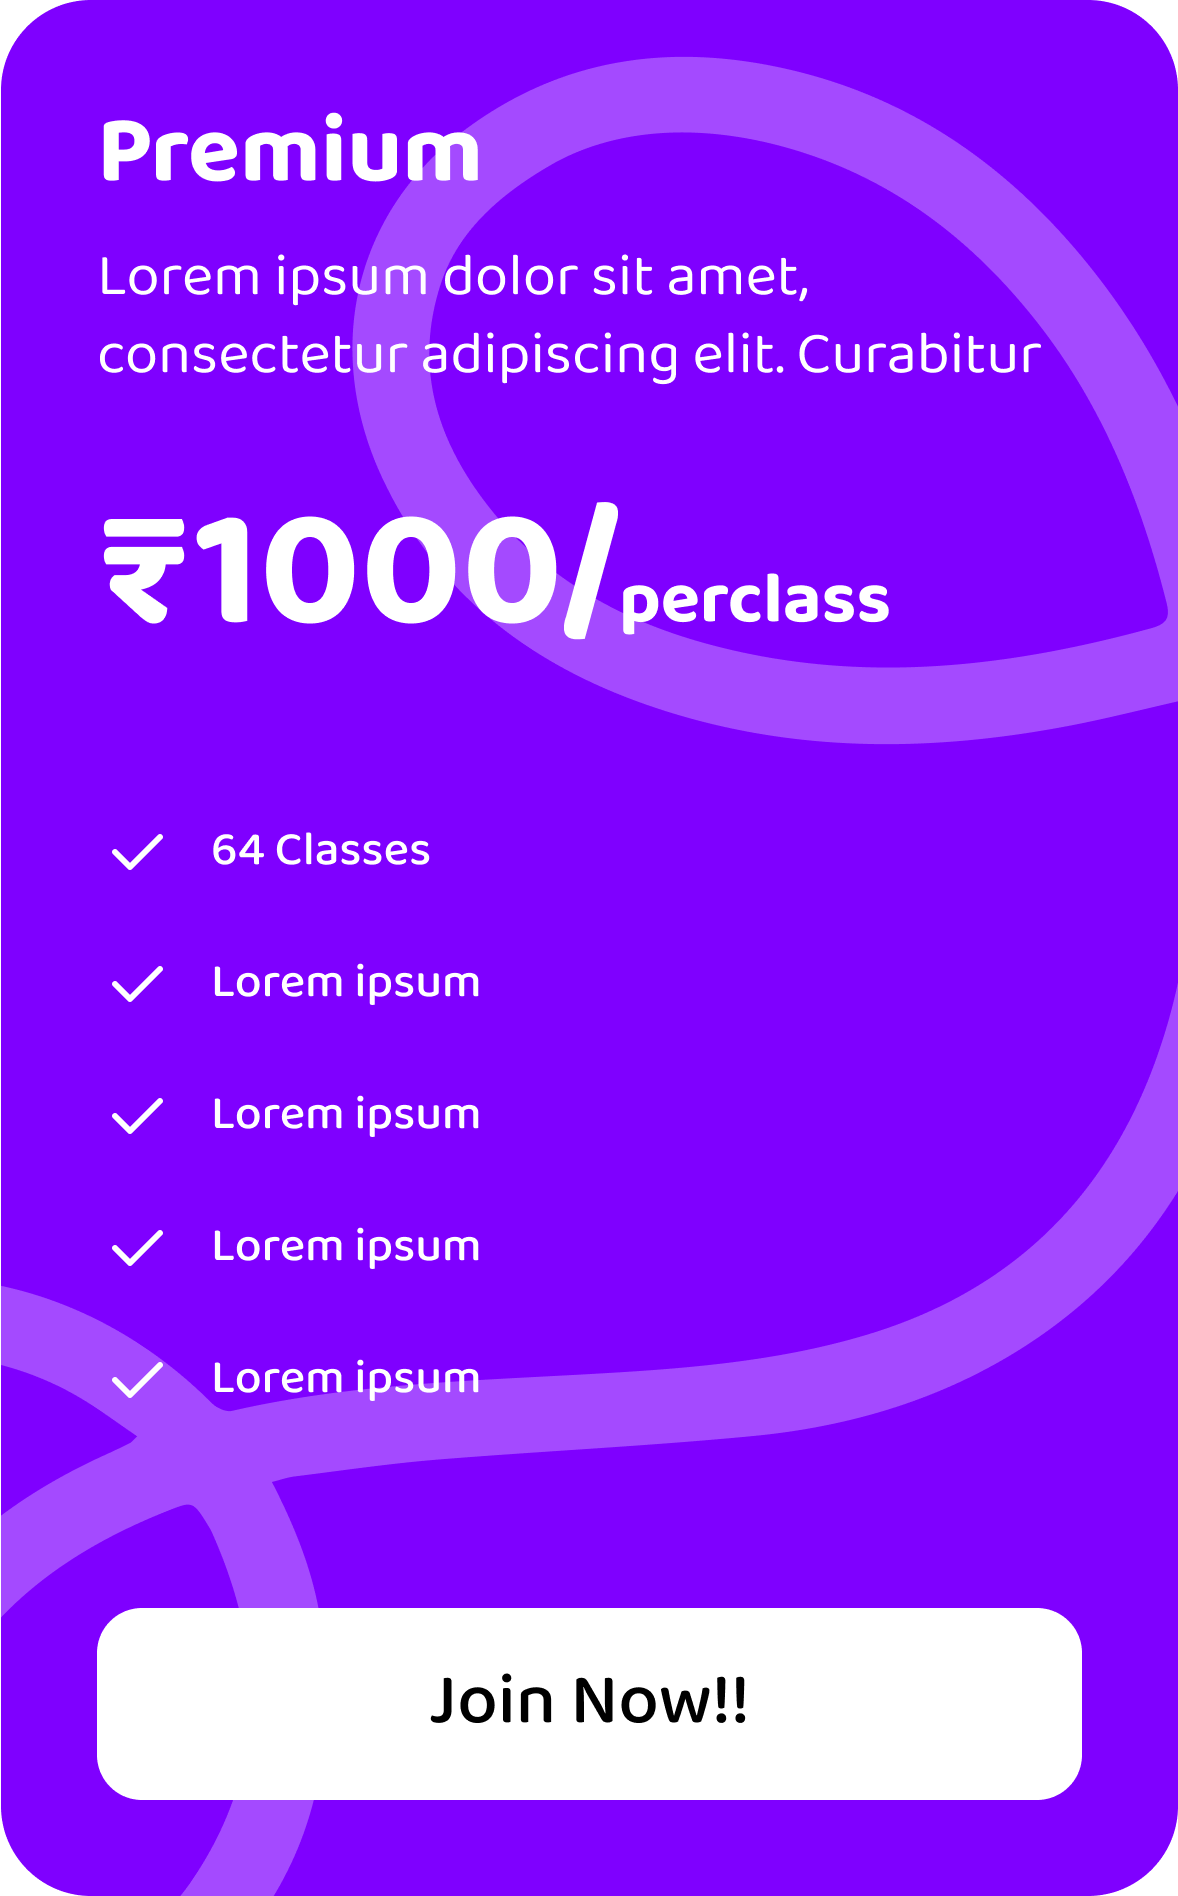 Premium
Lorem ipsum dolor sit amet,
consectetur adipiscing elit. Curabitur
₹1000/perclass
64 Classes
Lorem ipsum
Lorem ipsum
Lorem ipsum
Lorem ipsum
Join Now!!